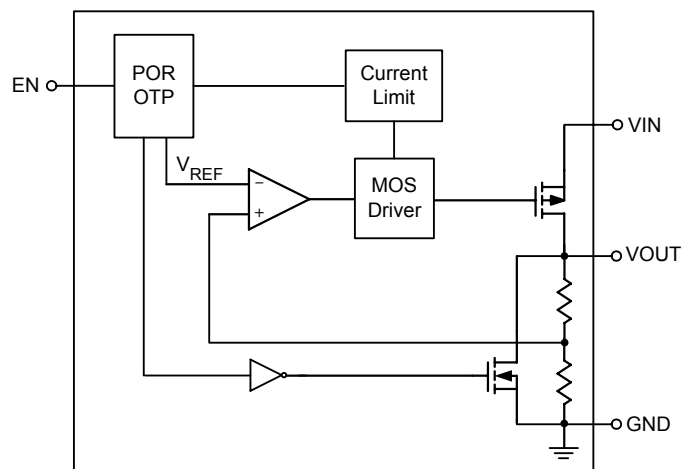 EN
POR
OTP
Current
Limit
VIN
VREF
−
+
MOS
Driver
VOUT
GND